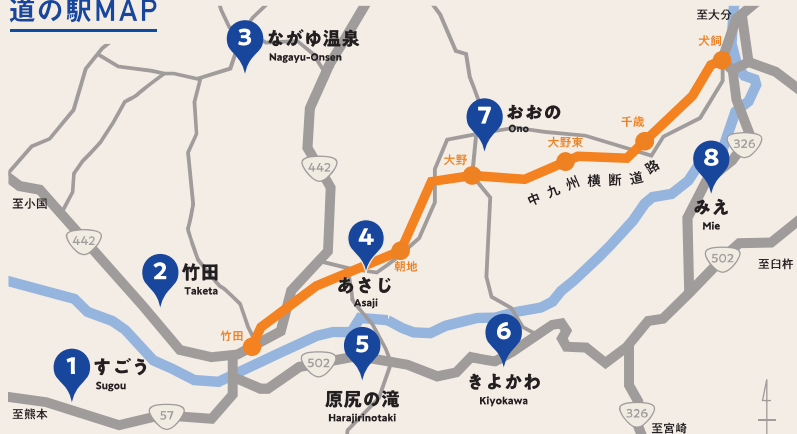 道の駅MAP
至大分
3
ながゆ温泉
Nagayu-Onsen
犬飼
7
おおの
Ono
千歳
大野東
大野
326
8
442
中九州横断道路
みえ
Mie
至小国
442
4
朝地
あさじ
Asaji
502
至臼杵
2
竹田
Taketa
竹田
5
6
1
すごう
Sugou
502
原尻の滝
Harajirinotaki
きよかわ
Kiyokawa
至熊本
57
326
至宮崎